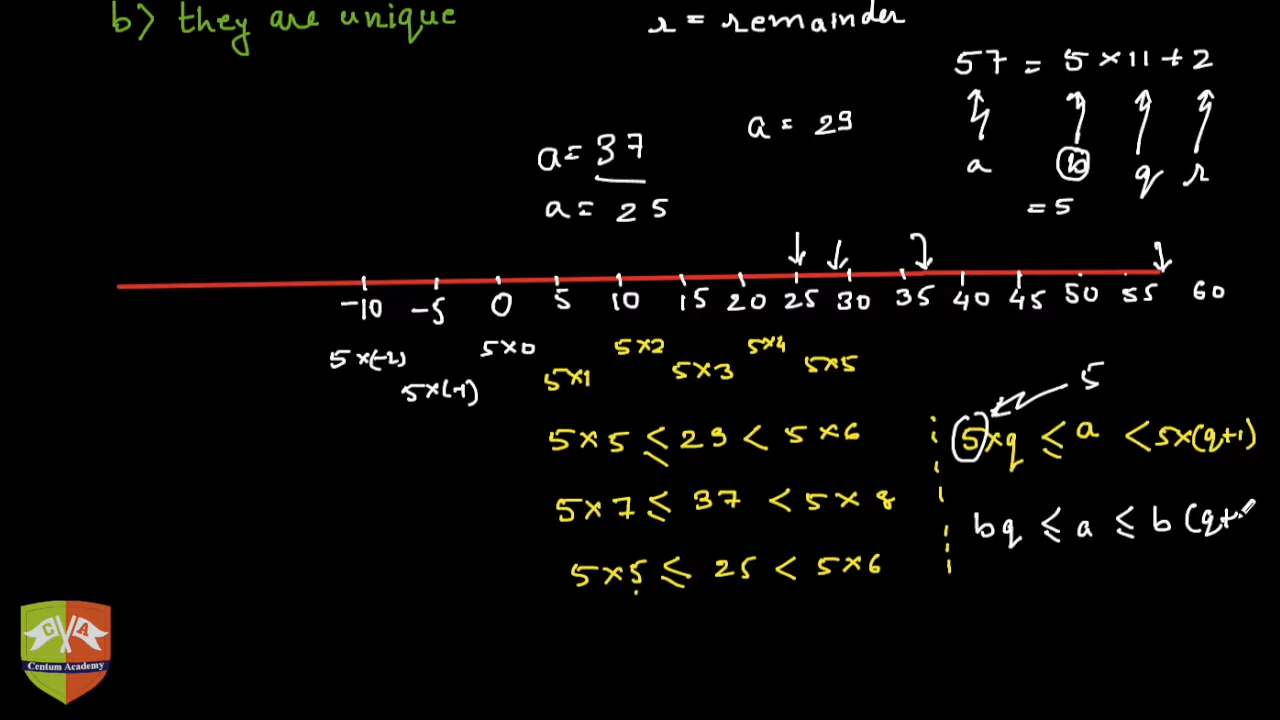 b> they are unique
r = remainder
57 = 5 × 11 + 2
a b q r
= 5
a = 37
a = 29
a = 25
-10 -5 0 5 10 15 20 25 30 35 40 45 50 55 60
5×(-2) 5×(-1) 5×0 5×1 5×2 5×3 5×4 5×5
5
5×5 ≤ 29 < 5×6
5×q ≤ a < 5×(q+1)
5×7 ≤ 37 < 5×8
bq ≤ a ≤ b(q+
5×5 ≤ 25 < 5×6
C A
Centum Academy